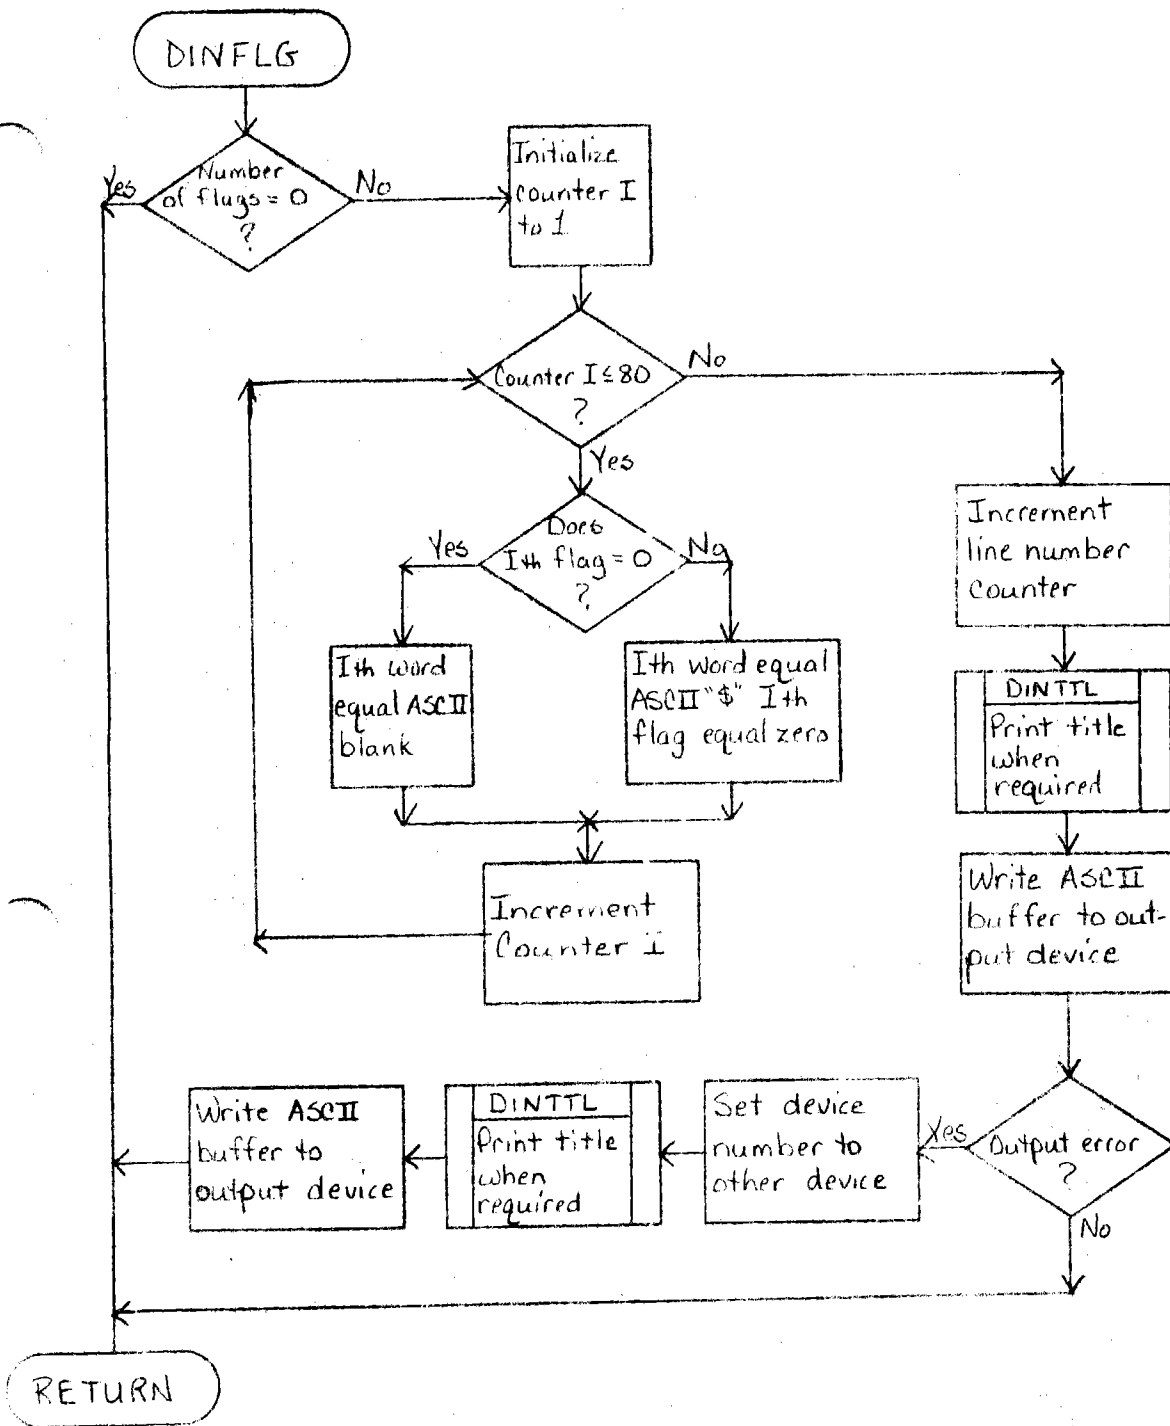 DINFLG
Number
of flags = 0
?
Yes
No
Initialize
counter I
to 1
Counter I ≤ 80
?
No
Yes
Does
Ith flag = 0
?
Yes
No
Ith word
equal ASCII
blank
Ith word equal
ASCII "$" Ith
flag equal zero
Increment
Counter I
Increment
line number
counter
DINTTL
Print title
when
required
Write ASCII
buffer to out-
put device
Output error
?
Yes
No
Set device
number to
other device
DINTTL
Print title
when
required
Write ASCII
buffer to
output device
RETURN